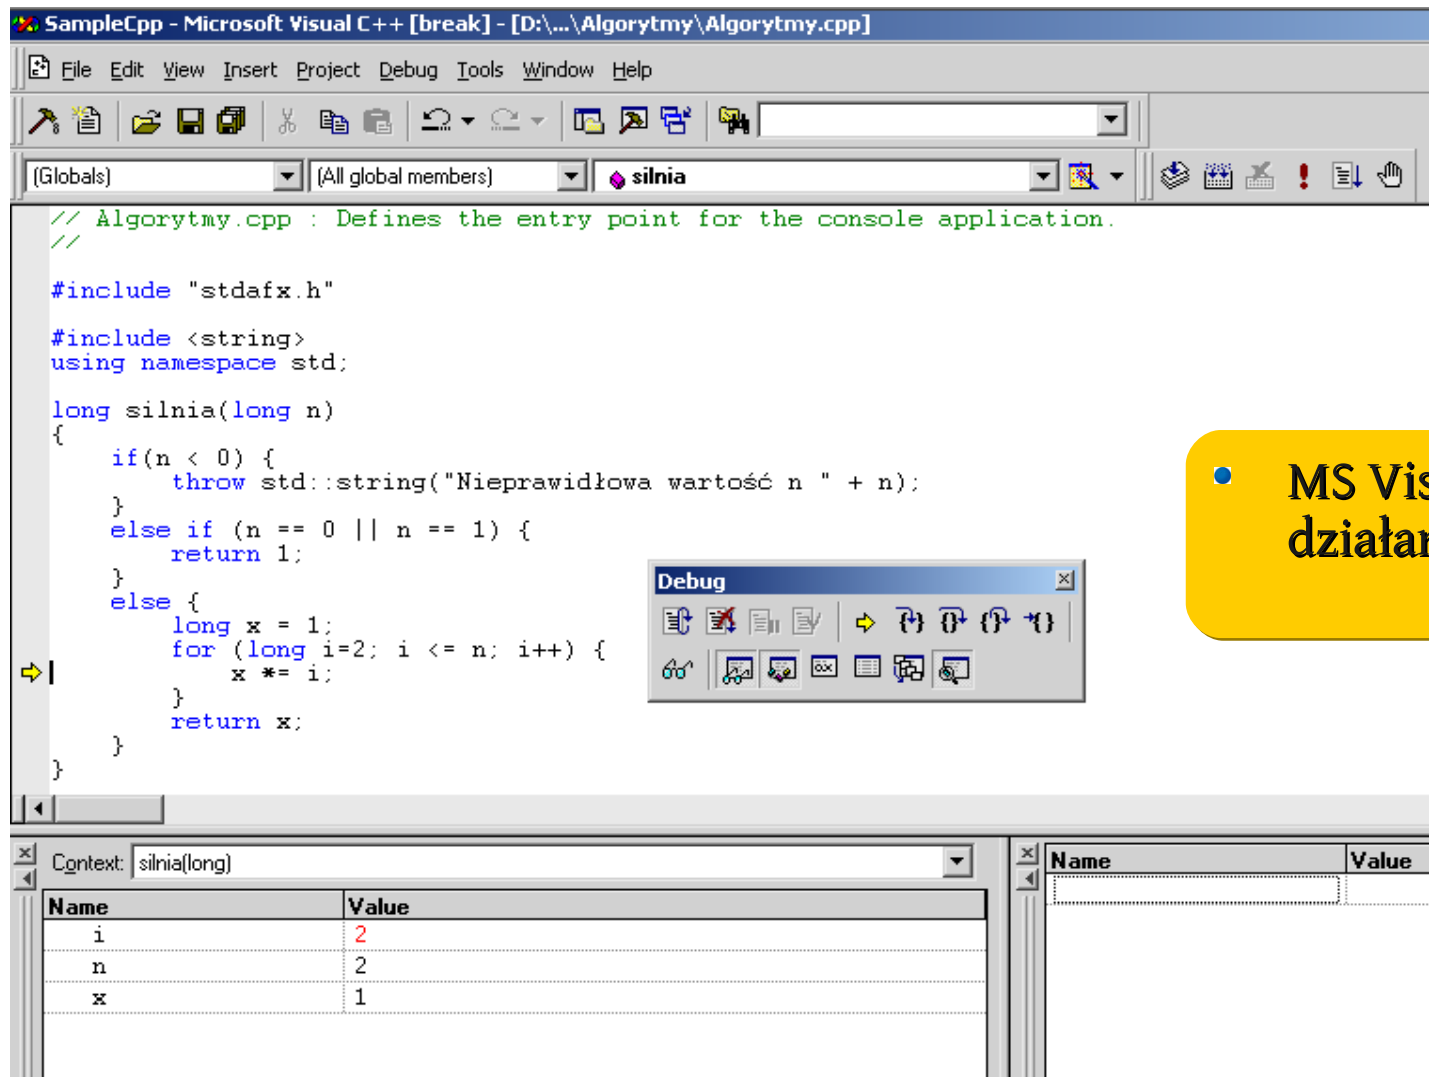 SampleCpp - Microsoft Visual C++ [break] - [D:\...\Algorytmy\Algorytmy.cpp]
File Edit View Insert Project Debug Tools Window Help
(Globals) (All global members) silnia
// Algorytmy.cpp : Defines the entry point for the console application.
//
#include "stdafx.h"
#include <string>
using namespace std;
long silnia(long n)
{
if(n < 0) {
throw std::string("Nieprawidłowa wartość n " + n);
}
else if (n == 0 || n == 1) {
return 1;
}
else {
long x = 1;
for (long i=2; i <= n; i++) {
x *= i;
}
return x;
}
}
Debug
MS Vis
działan
Context: silnia(long)
Name Value
i 2
n 2
x 1
Name Value